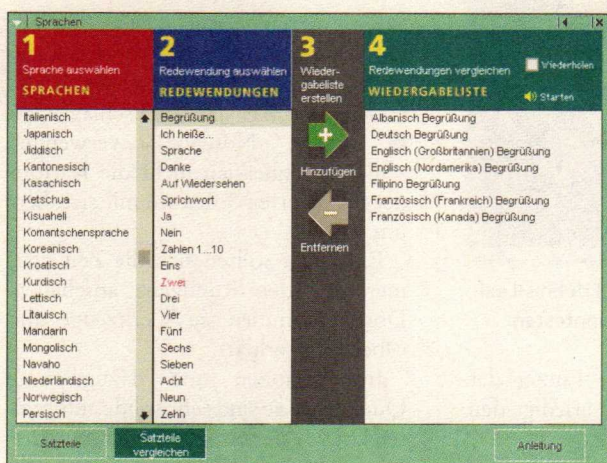 Sprachen
1
Sprache auswählen
SPRACHEN
Italienisch
Japanisch
Jiddisch
Kantonesisch
Kasachisch
Ketschua
Kisuaheli
Komantschensprache
Koreanisch
Kroatisch
Kurdisch
Lettisch
Litauisch
Mandarin
Mongolisch
Navaho
Niederländisch
Norwegisch
Persisch
2
Redewendung auswählen
REDEWENDUNGEN
Begrüßung
Ich heiße...
Sprache
Danke
Auf Wiedersehen
Sprichwort
Ja
Nein
Zahlen 1...10
Eins
Zwei
Drei
Vier
Fünf
Sechs
Sieben
Acht
Neun
Zehn
3
Wieder-
gabeliste
erstellen
Hinzufügen
Entfernen
4
Redewendungen vergleichen
WIEDERGABELISTE
Wiederholen
Starten
Albanisch Begrüßung
Deutsch Begrüßung
Englisch (Großbritannien) Begrüßung
Englisch (Nordamerika) Begrüßung
Filipino Begrüßung
Französisch (Frankreich) Begrüßung
Französisch (Kanada) Begrüßung
Satzteile
Satzteile
vergleichen
Anleitung